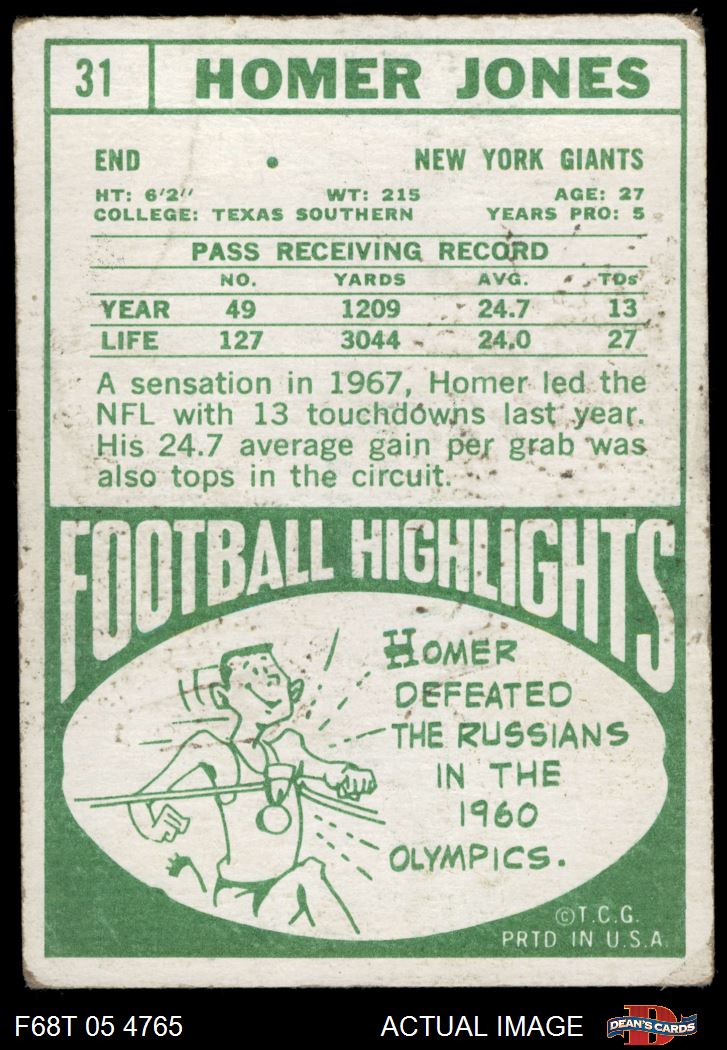 31 HOMER JONES
END • NEW YORK GIANTS
HT: 6'2" WT: 215 AGE: 27
COLLEGE: TEXAS SOUTHERN YEARS PRO: 5
PASS RECEIVING RECORD
NO. YARDS AVG. TDs
YEAR 49 1209 24.7 13
LIFE 127 3044 24.0 27
A sensation in 1967, Homer led the
NFL with 13 touchdowns last year.
His 24.7 average gain per grab was
also tops in the circuit.
FOOTBALL HIGHLIGHTS
HOMER
DEFEATED
THE RUSSIANS
IN THE
1960
OLYMPICS.
©T.C.G.
PRTD IN U.S.A.
F68T 05 4765 ACTUAL IMAGE DEAN'S CARDS